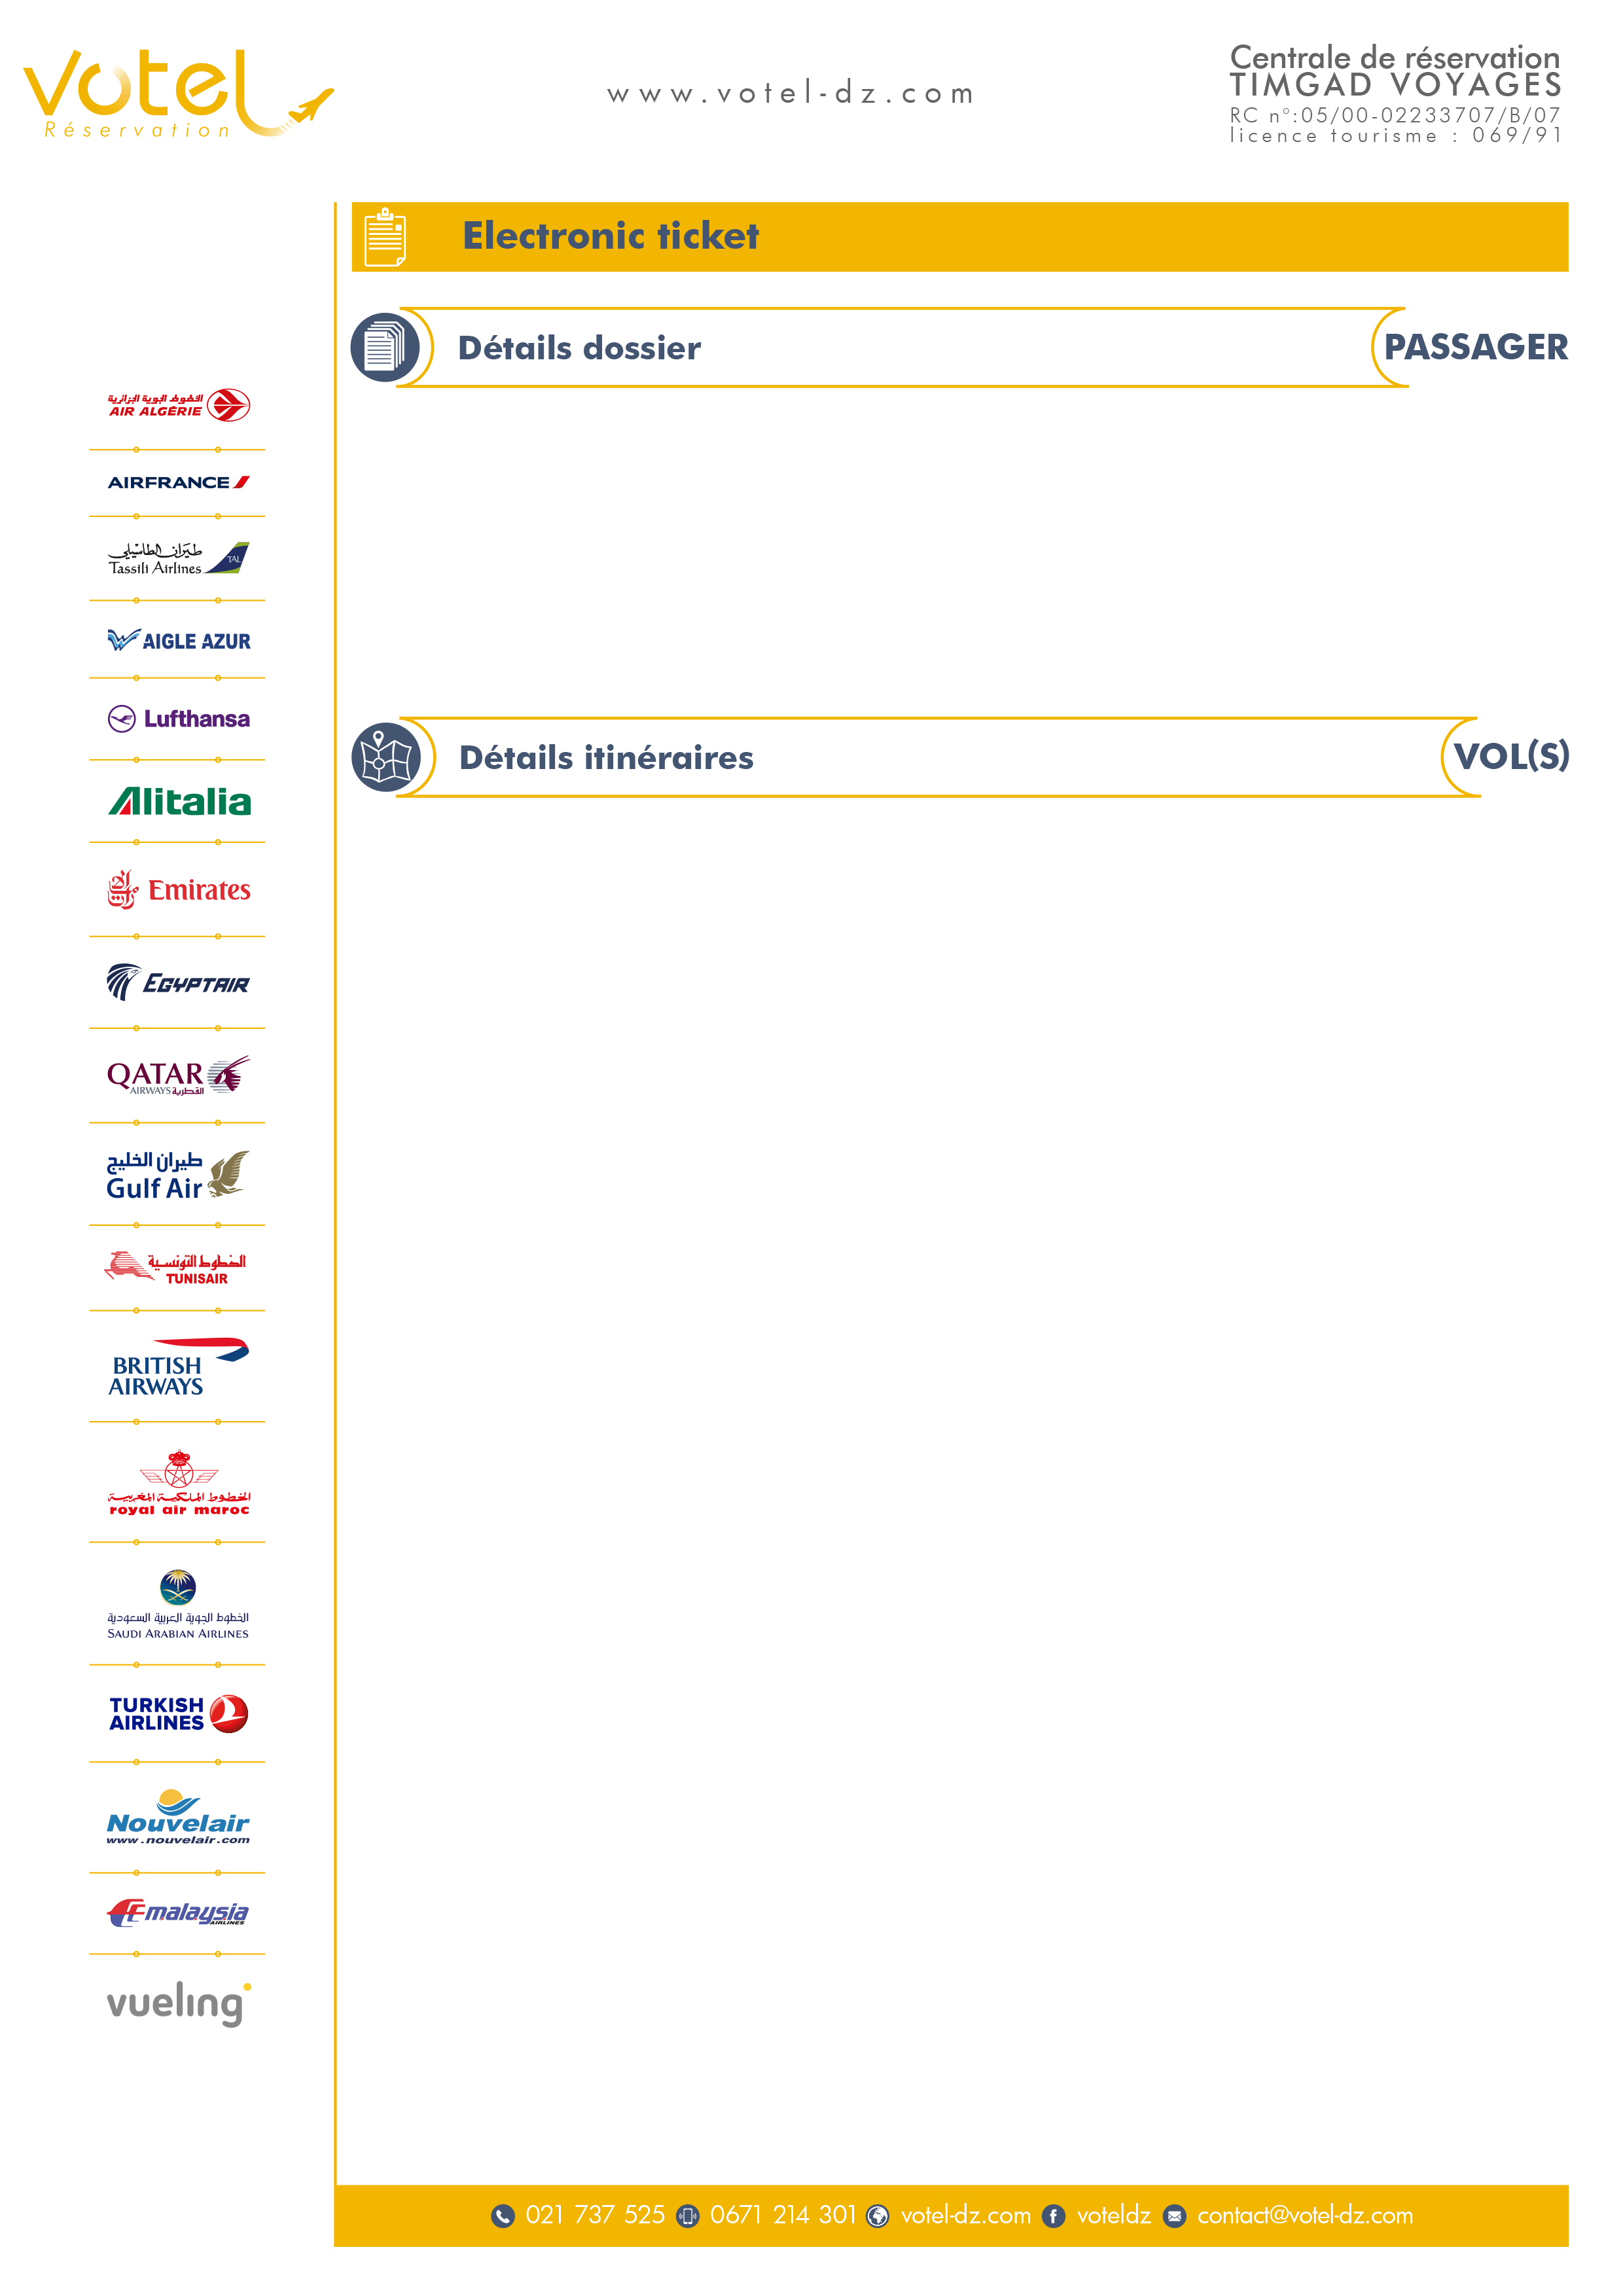 Votel
Réservation
www.votel-dz.com
Centrale de réservation
TIMGAD VOYAGES
RC n°:05/00-02233707/B/07
licence tourisme : 069/91
Electronic ticket
Détails dossier
PASSAGER
الخطوط الجوية الجزائرية
AIR ALGÉRIE
AIRFRANCE
طيران الطاسيلي
Tassili Airlines
TAL
AIGLE AZUR
Lufthansa
Détails itinéraires
VOL(S)
Alitalia
Emirates
EGYPTAIR
QATAR
AIRWAYS القطرية
طيران الخليج
Gulf Air
الخطوط التونسية
TUNISAIR
BRITISH
AIRWAYS
الخطوط الملكية المغربية
royal air maroc
الخطوط الجوية العربية السعودية
SAUDI ARABIAN AIRLINES
TURKISH
AIRLINES
Nouvelair
www.nouvelair.com
malaysia
AIRLINES
vueling
021 737 525 0671 214 301 votel-dz.com voteldz contact@votel-dz.com